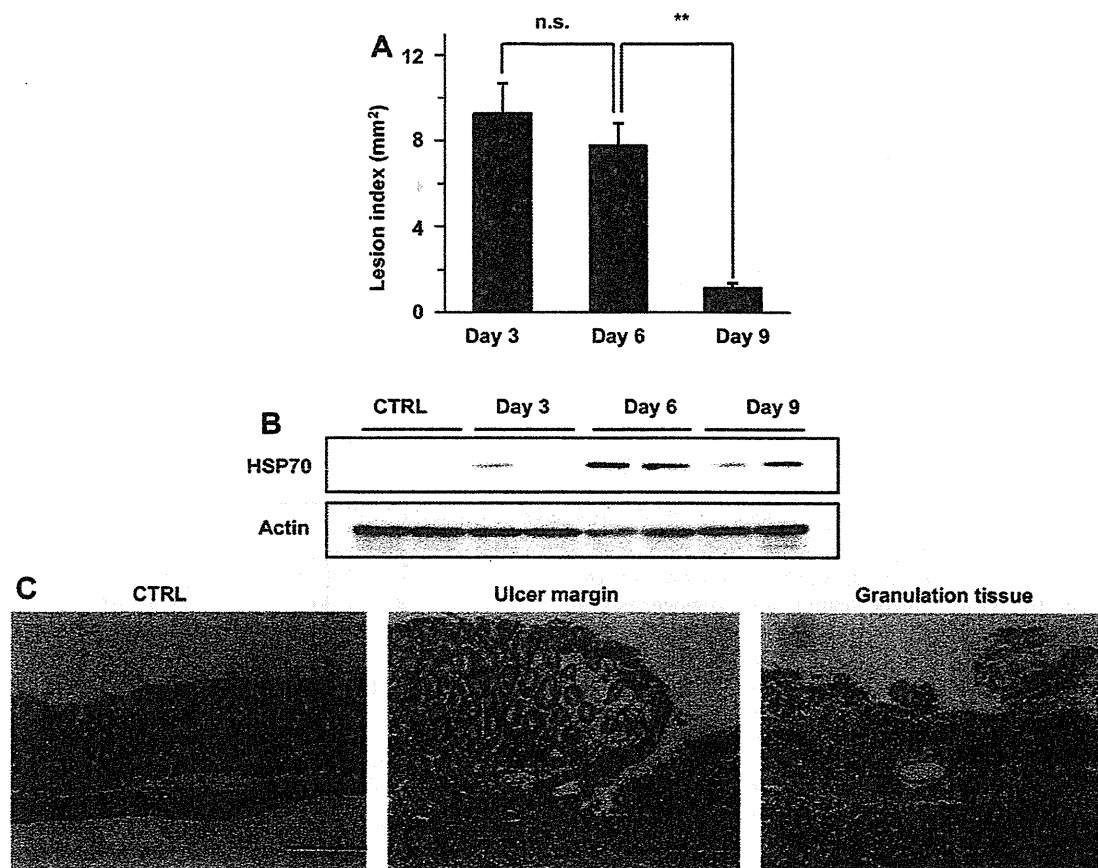 n.s. **
A
12
8
4
0
Lesion index (mm²)
Day 3 Day 6 Day 9
B
CTRL Day 3 Day 6 Day 9
HSP70
Actin
C
CTRL Ulcer margin Granulation tissue